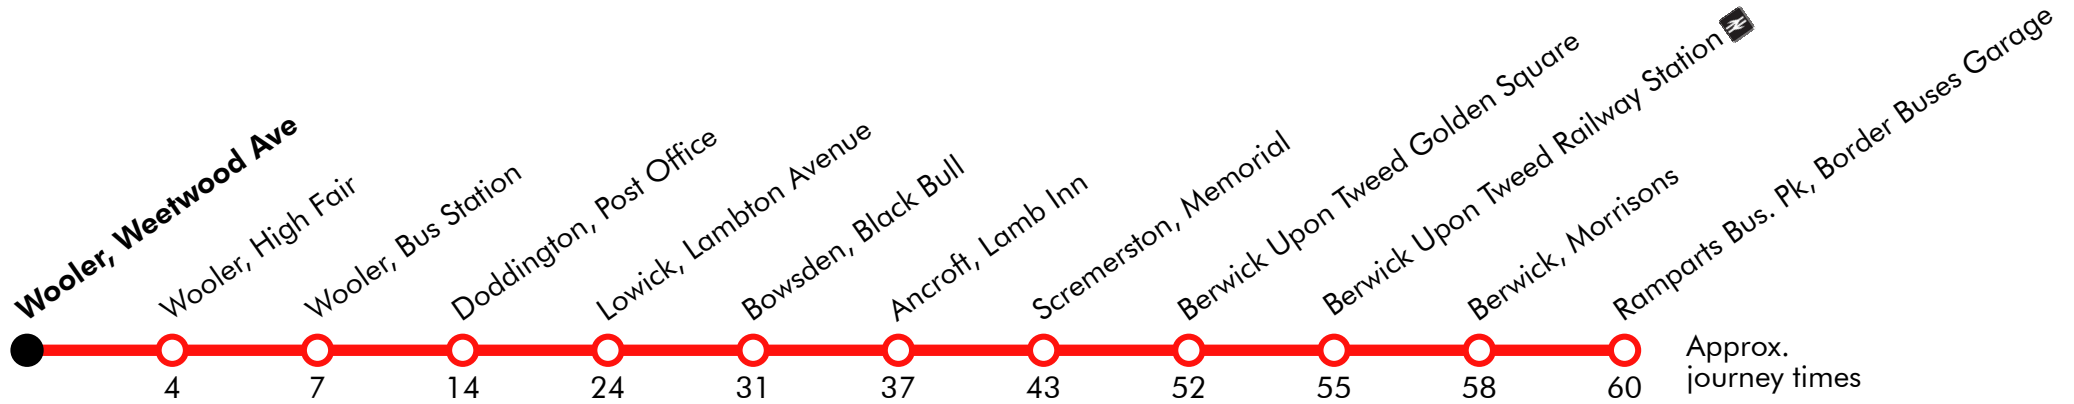 Wooler, Weetwood Ave
Wooler, High Fair
Wooler, Bus Station
Doddington, Post Office
Lowick, Lambton Avenue
Bowsden, Black Bull
Ancroft, Lamb Inn
Scremerston, Memorial
Berwick Upon Tweed Golden Square
Berwick Upon Tweed Railway Station
Berwick, Morrisons
Ramparts Bus. Pk, Border Buses Garage
4
7
14
24
31
37
43
52
55
58
60
Approx.
journey times